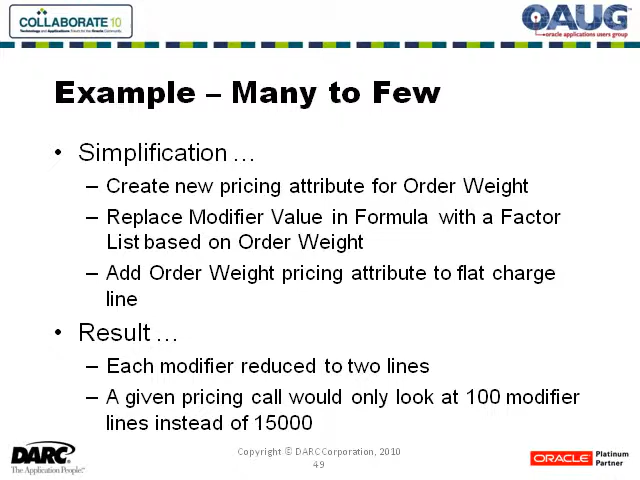 COLLABORATE 10
Technology and Applications Forum for the Oracle Community
OAUG
oracle applications users group
Example – Many to Few
• Simplification …
– Create new pricing attribute for Order Weight
– Replace Modifier Value in Formula with a Factor
List based on Order Weight
– Add Order Weight pricing attribute to flat charge
line
• Result …
– Each modifier reduced to two lines
– A given pricing call would only look at 100 modifier
lines instead of 15000
DARC
The Application People.
Copyright © DARC Corporation, 2010
49
ORACLE
Platinum
Partner